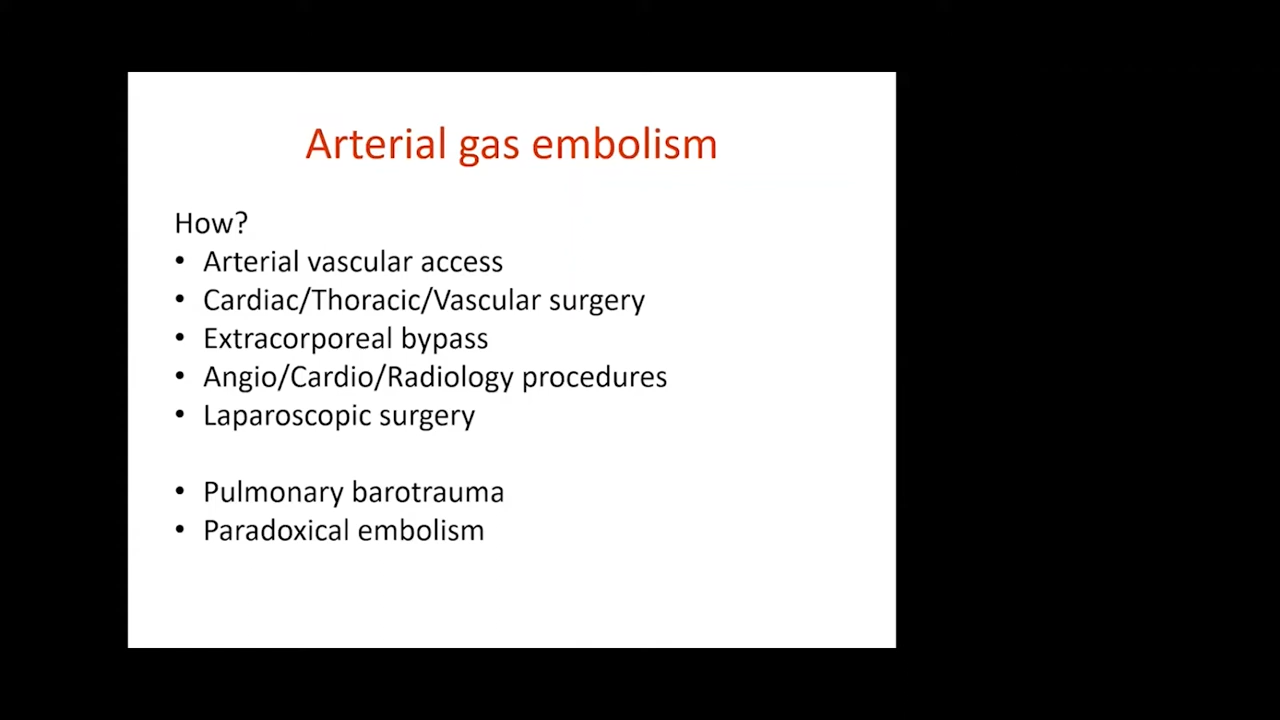 Arterial gas embolism
How?
• Arterial vascular access
• Cardiac/Thoracic/Vascular surgery
• Extracorporeal bypass
• Angio/Cardio/Radiology procedures
• Laparoscopic surgery
• Pulmonary barotrauma
• Paradoxical embolism